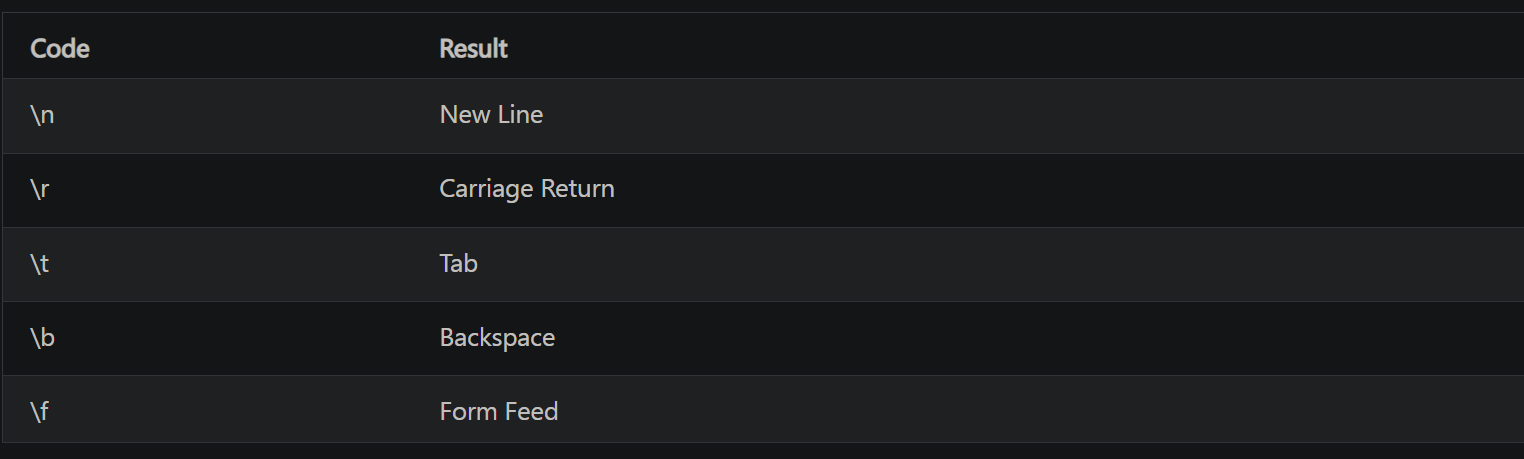 Code Result
\n New Line
\r Carriage Return
\t Tab
\b Backspace
\f Form Feed